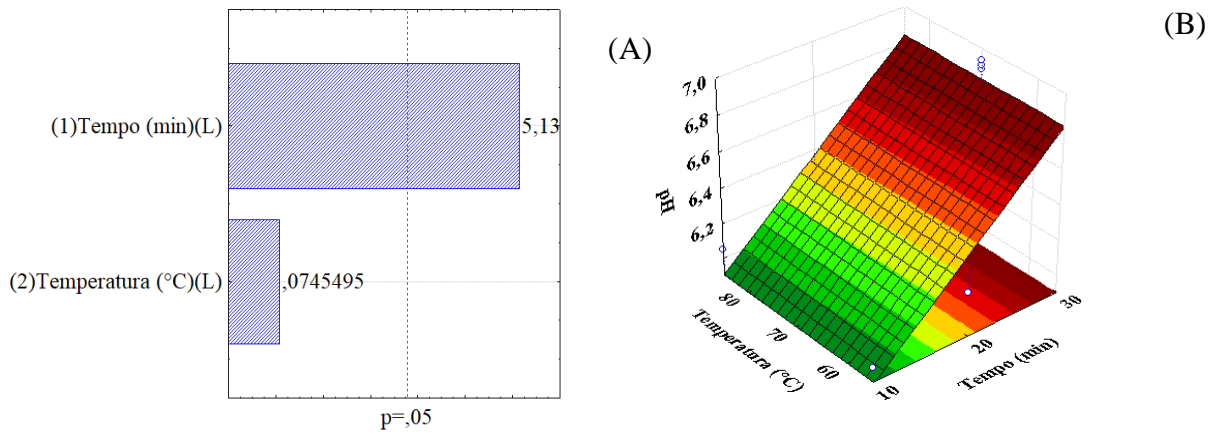 (1)Tempo (min)(L)
5,13
(2)Temperatura (°C)(L)
,0745495
p=,05
(A)
(B)
7,0
6,8
6,6
6,4
6,2
pH
80
70
60
Temperatura (°C)
10
20
30
Tempo (min)